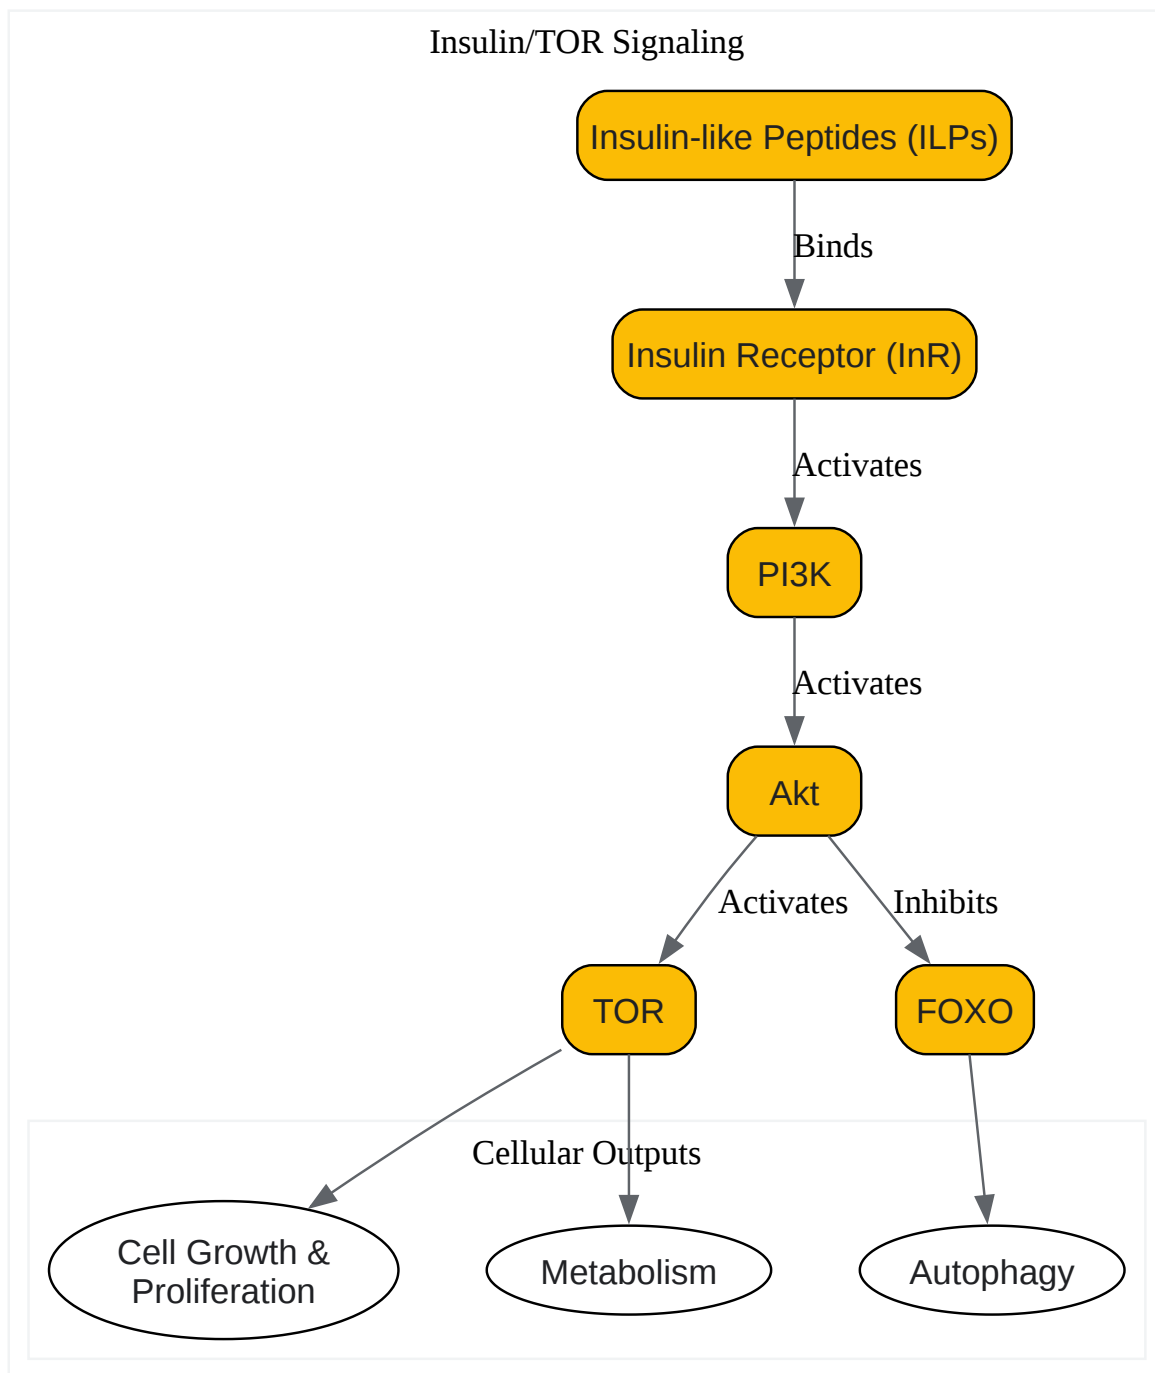 Insulin/TOR Signaling
Insulin-like Peptides (ILPs)
Binds
Insulin Receptor (InR)
Activates
PI3K
Activates
Akt
Activates
Inhibits
TOR
FOXO
Cellular Outputs
Cell Growth &
Proliferation
Metabolism
Autophagy